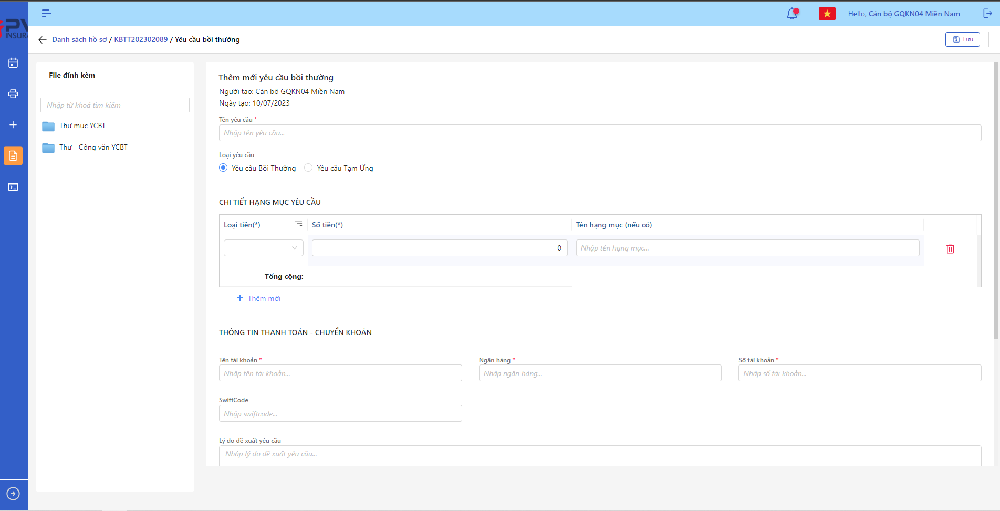 Hello, Cán bộ GQKN04 Miền Nam
Danh sách hồ sơ / KBTT202302089 / Yêu cầu bồi thường
Lưu
File đính kèm
Nhập từ khoá tìm kiếm
Thư mục YCBT
Thư - Công văn YCBT
Thêm mới yêu cầu bồi thường
Người tạo: Cán bộ GQKN04 Miền Nam
Ngày tạo: 10/07/2023
Tên yêu cầu *
Nhập tên yêu cầu...
Loại yêu cầu
Yêu cầu Bồi Thường
Yêu cầu Tạm Ứng
CHI TIẾT HẠNG MỤC YÊU CẦU
Loại tiền(*)
Số tiền(*)
Tên hạng mục (nếu có)
0
Nhập tên hạng mục...
Tổng cộng:
+ Thêm mới
THÔNG TIN THANH TOÁN - CHUYỂN KHOẢN
Tên tài khoản *
Ngân hàng *
Số tài khoản *
Nhập tên tài khoản...
Nhập ngân hàng...
Nhập số tài khoản...
SwiftCode
Nhập swiftcode...
Lý do đề xuất yêu cầu
Nhập lý do đề xuất yêu cầu...